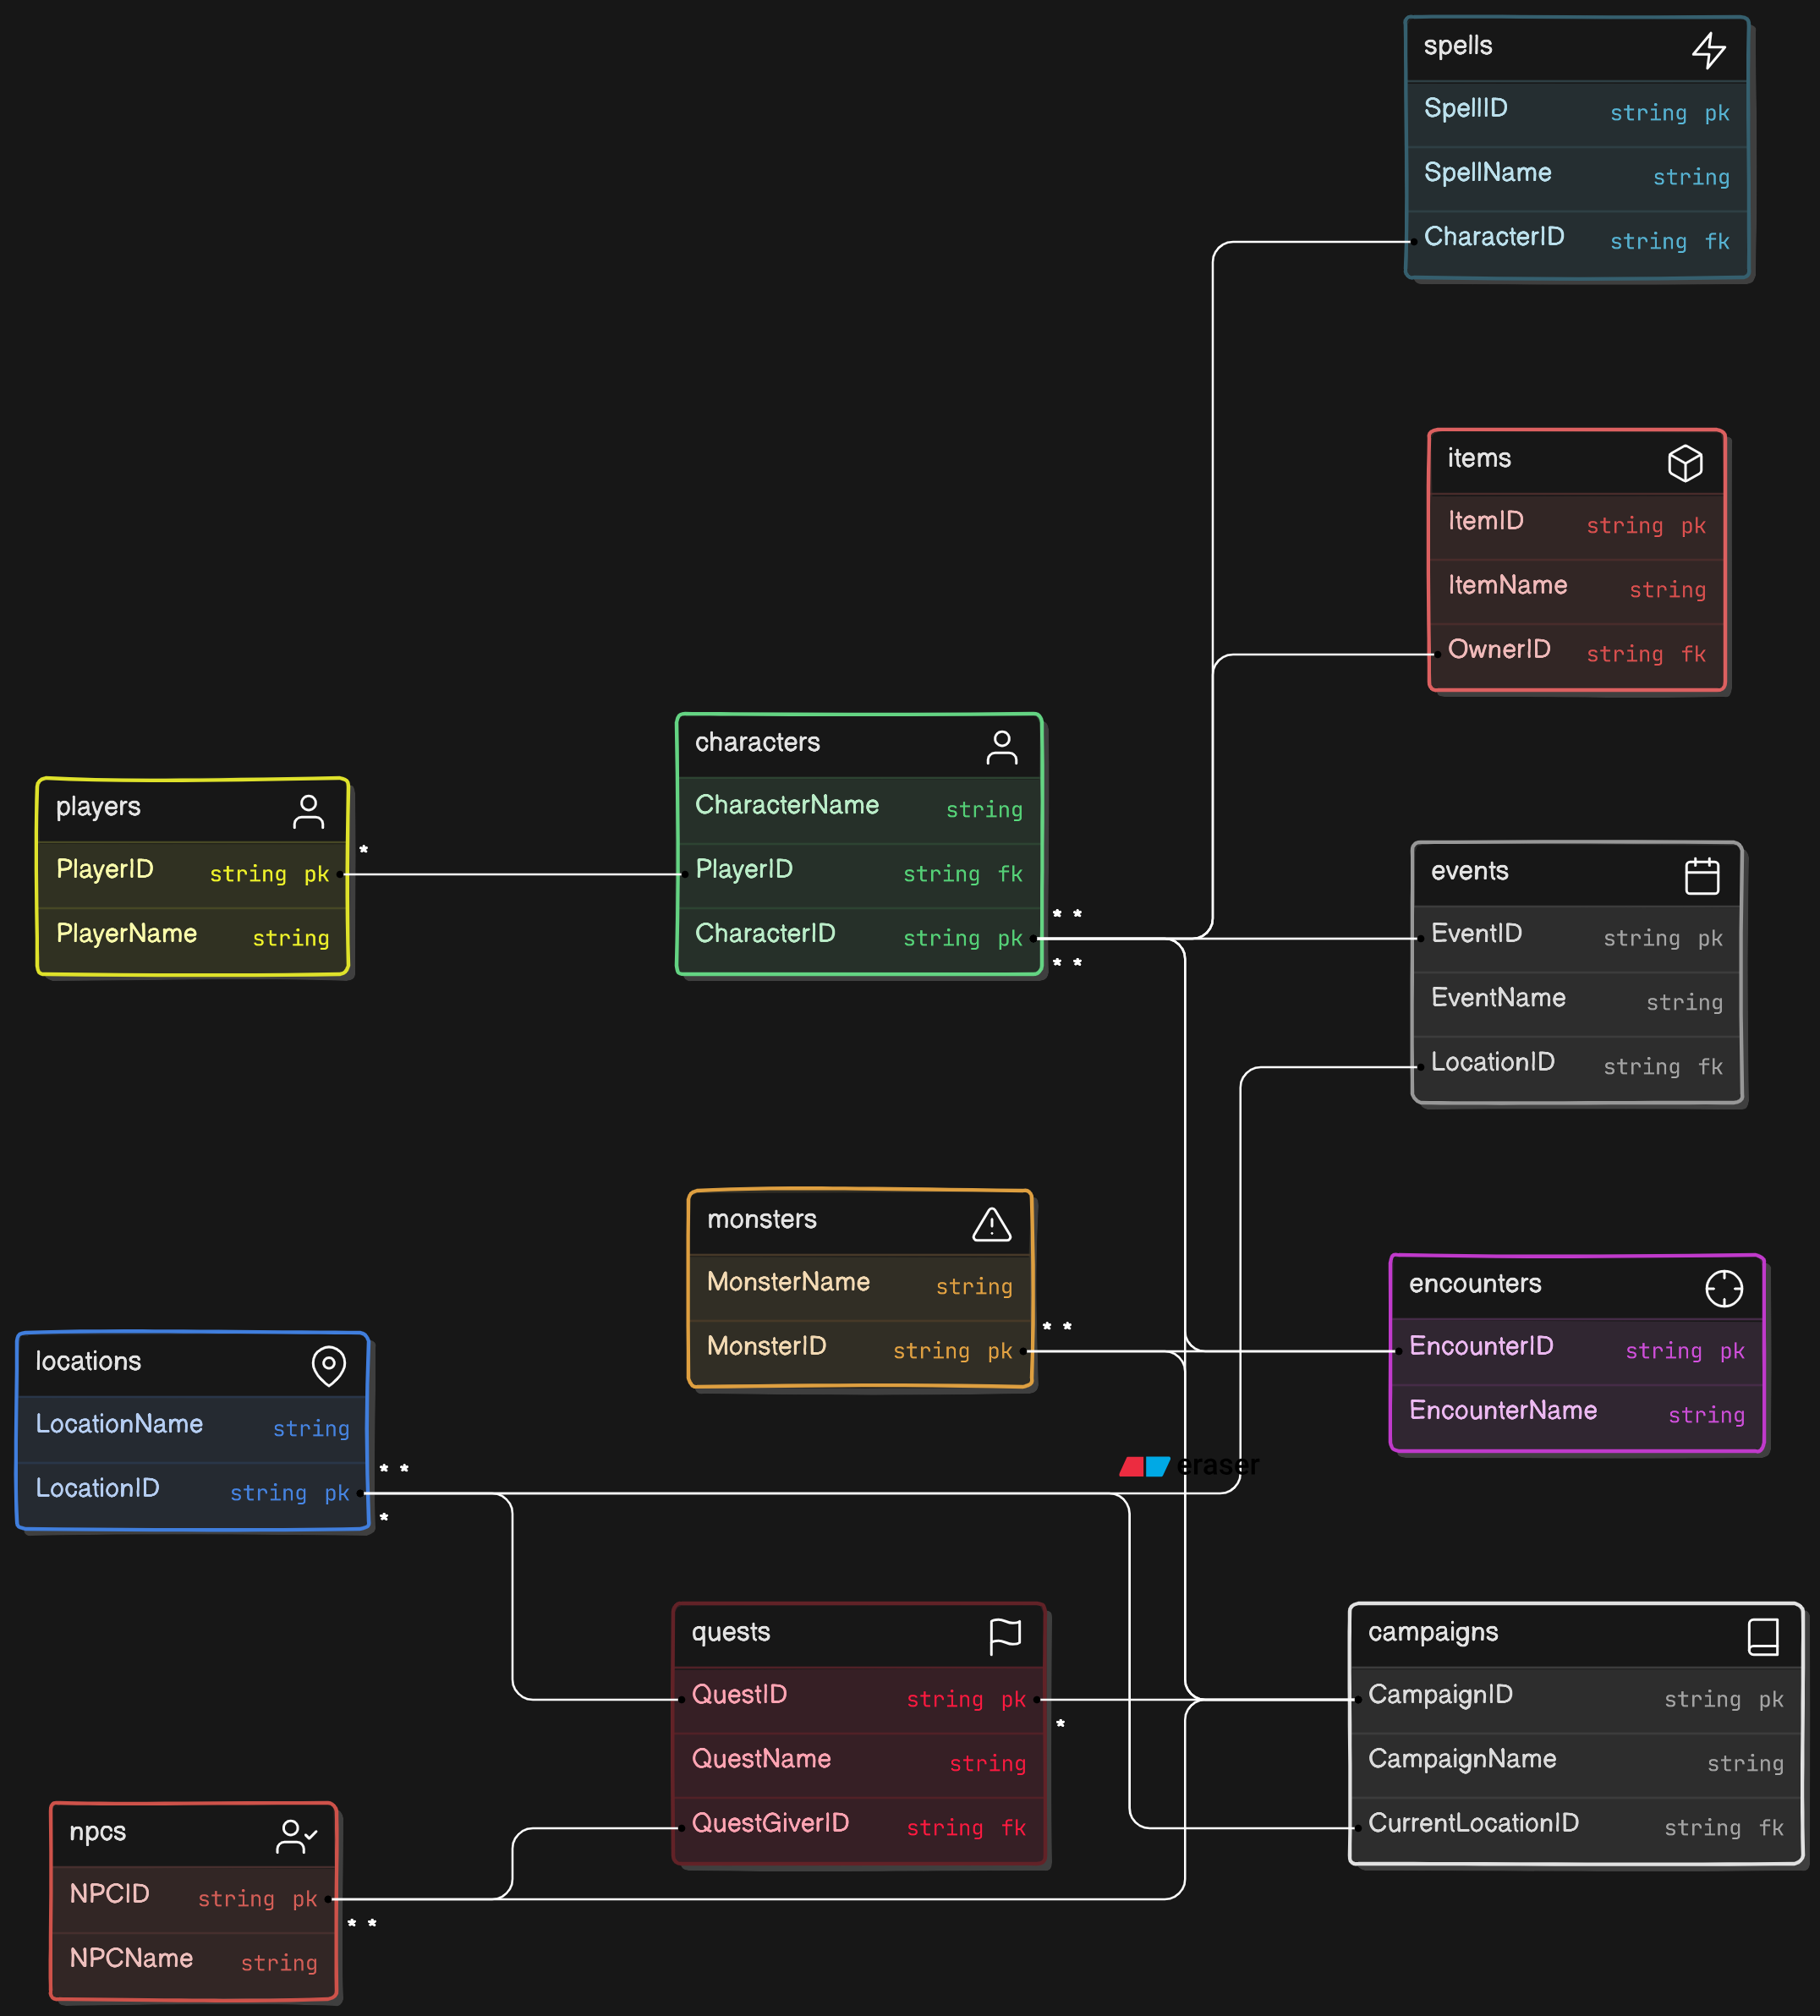 spells
SpellID string pk
SpellName string
CharacterID string fk
items
ItemID string pk
ItemName string
OwnerID string fk
characters
CharacterName string
PlayerID string fk
CharacterID string pk
* *
* *
players
PlayerID string pk
PlayerName string
*
events
EventID string pk
EventName string
LocationID string fk
monsters
MonsterName string
MonsterID string pk
* *
encounters
EncounterID string pk
EncounterName string
locations
LocationName string
LocationID string pk
* *
*
eraser
quests
QuestID string pk
QuestName string
QuestGiverID string fk
*
campaigns
CampaignID string pk
CampaignName string
CurrentLocationID string fk
npcs
NPCID string pk
NPCName string
* *